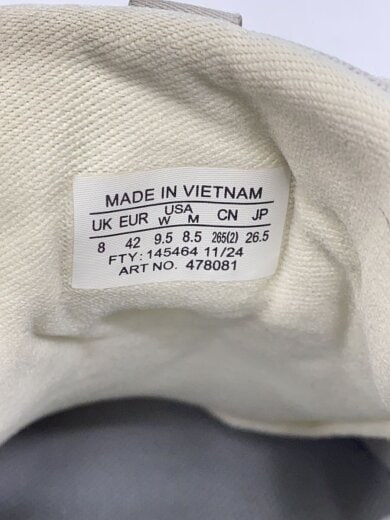 MADE IN VIETNAM
USA
UK EUR W M CN JP
8 42 9.5 8.5 265(2) 26.5
FTY: 145464 11/24
ART NO. 478081